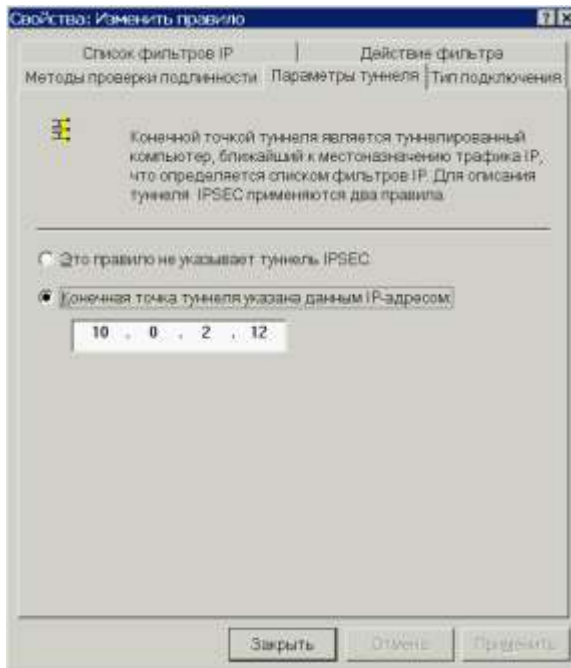 Свойства: Изменить правило
Список фильтров IP
Действие фильтра
Методы проверки подлинности
Параметры туннеля
Тип подключения
Конечной точкой туннеля является туннелированный
компьютер, ближайший к местоназначению трафика IP,
что определяется списком фильтров IP. Для описания
туннеля IPSEC применяются два правила.
Это правило не указывает туннель IPSEC
Конечная точка туннеля указана данным IP-адресом:
10 . 0 . 2 . 12
Закрыть
Отмена
Применить